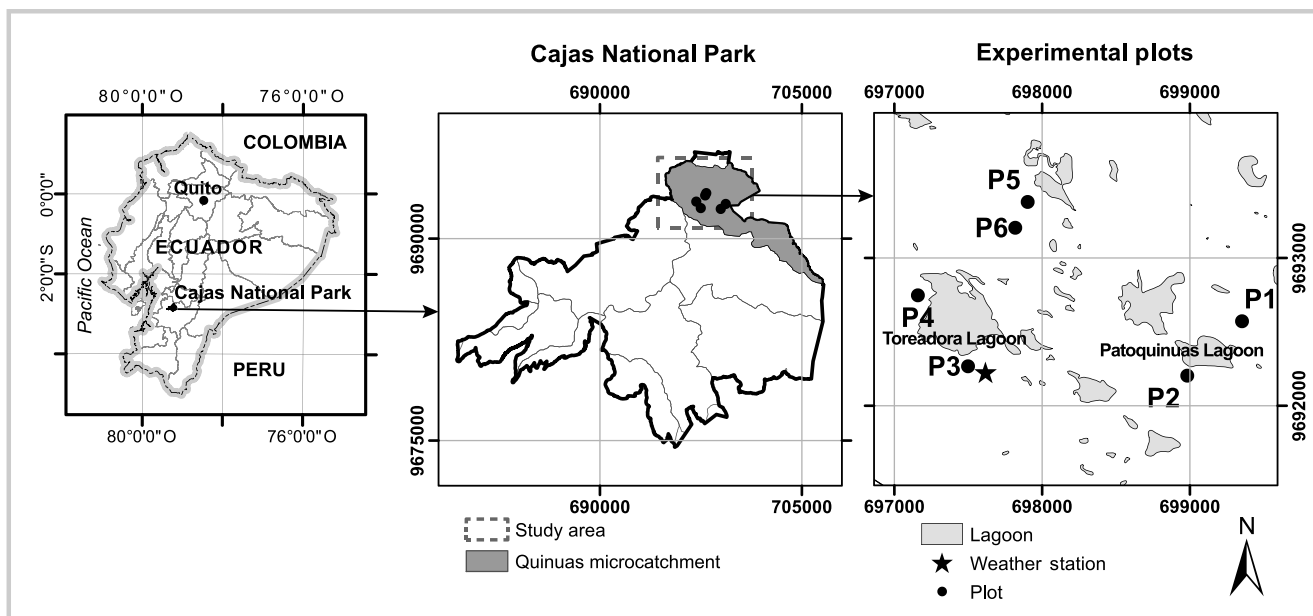 Cajas National Park
Experimental plots
80°0'0"O 76°0'0"O
COLOMBIA
Quito
0°0'0"
ECUADOR
2°0'0"S
Pacific Ocean
Cajas National Park
PERU
80°0'0"O 76°0'0"O
690000 705000
9690000
9675000
690000 705000
Study area
Quinuas microcatchment
697000 698000 699000
P5
P6
9693000
P4
P1
Toreadora Lagoon
Patoquinuas Lagoon
P3
P2
9692000
697000 698000 699000
Lagoon
Weather station
Plot
N